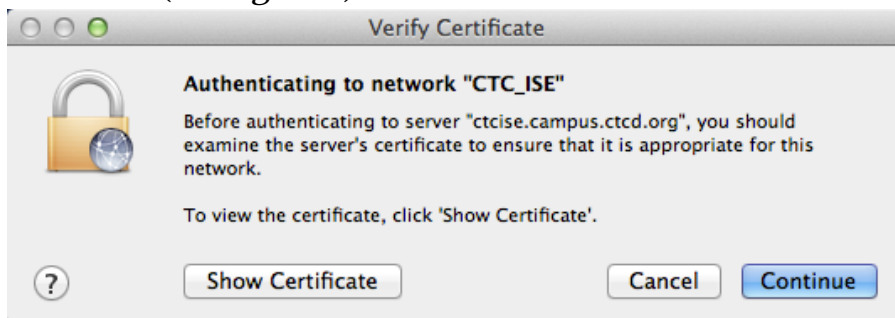 Verify Certificate
Authenticating to network "CTC_ISE"
Before authenticating to server "ctcise.campus.ctcd.org", you should
examine the server's certificate to ensure that it is appropriate for this
network.
To view the certificate, click 'Show Certificate'.
?
Show Certificate
Cancel
Continue